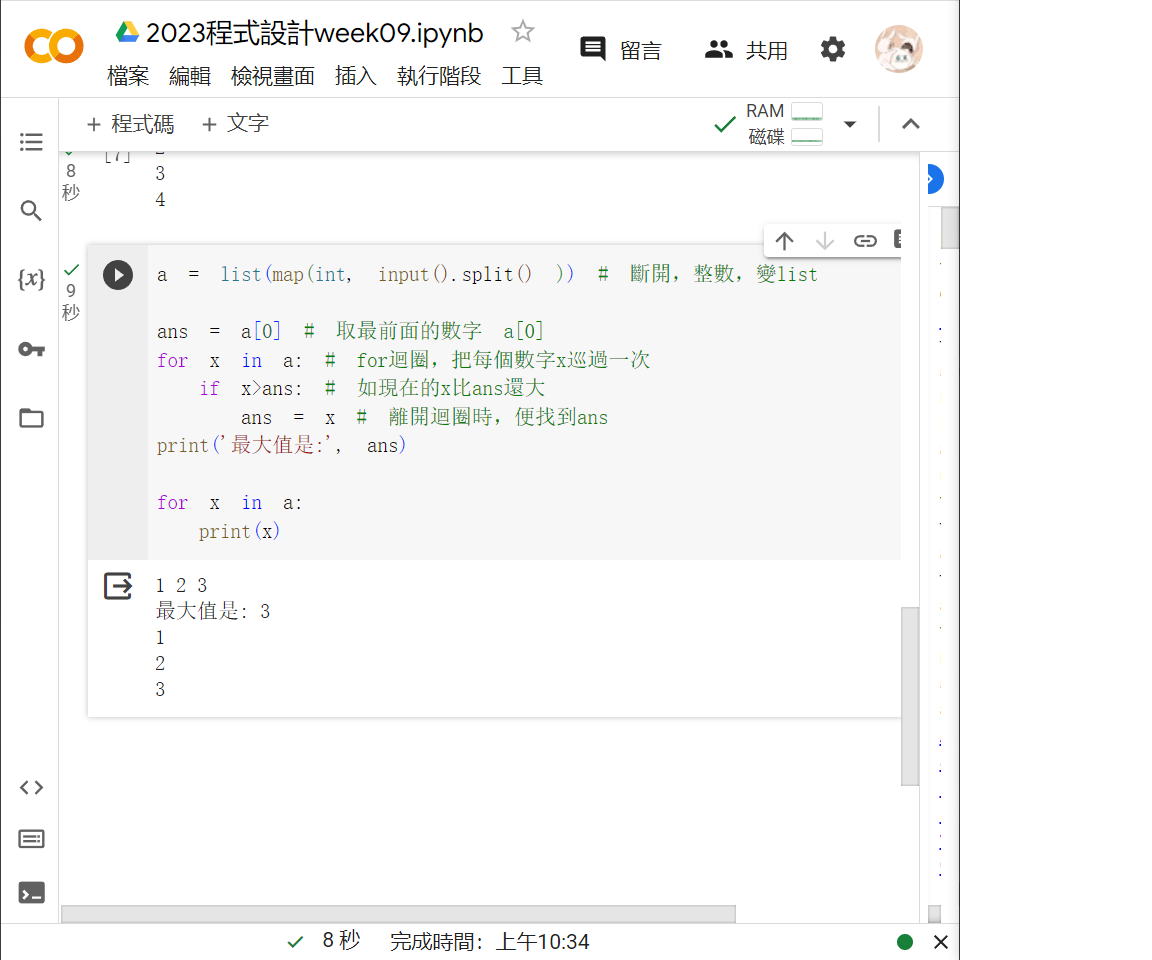 2023程式設計week09.ipynb
留言
共用
檔案 編輯 檢視畫面 插入 執行階段 工具
+ 程式碼 + 文字
RAM
磁碟
[7]
8
秒
3
4
{x}
9
秒
a = list(map(int, input().split() )) # 斷開，整數，變list
ans = a[0] # 取最前面的數字 a[0]
for x in a: # for迴圈，把每個數字x巡過一次
if x>ans: # 如現在的x比ans還大
ans = x # 離開迴圈時，便找到ans
print('最大值是:', ans)
for x in a:
print(x)
1 2 3
最大值是: 3
1
2
3
8 秒 完成時間：上午10:34